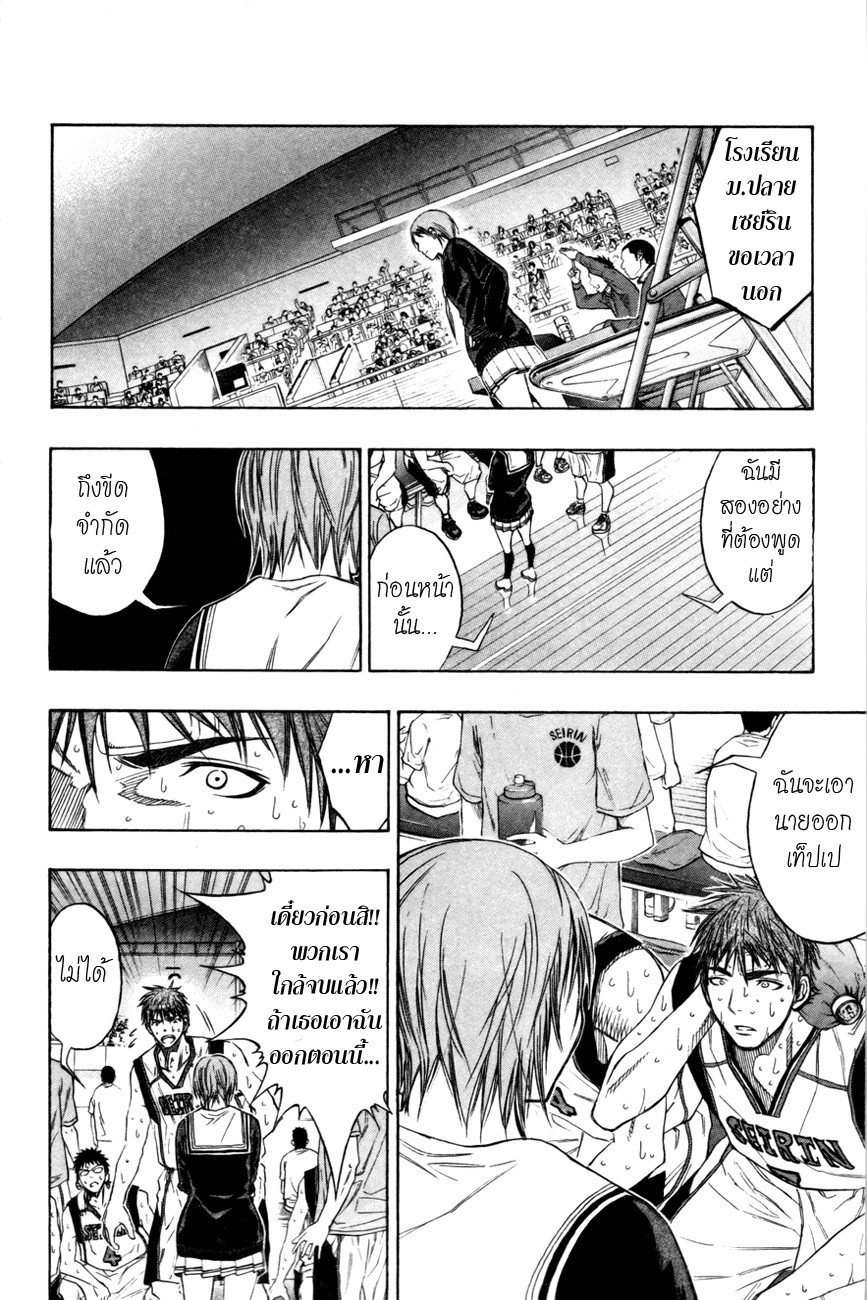 โรงเรียน
ม.ปลาย
เซย์ริน
ขอเวลา
นอก
ฉันมี
สองอย่าง
ที่ต้องพูด
แต่
ก่อนหน้า
นั้น...
ถึงขีด
จำกัด
แล้ว
SEIRIN
ฉันจะเอา
นายออก
เท็ปเป
SEIRIN
7
...หา
เดี๋ยวก่อนสิ!!
พวกเรา
ใกล้จบแล้ว!!
ถ้าเธอเอาฉัน
ออกตอนนี้...
ไม่ได้
4